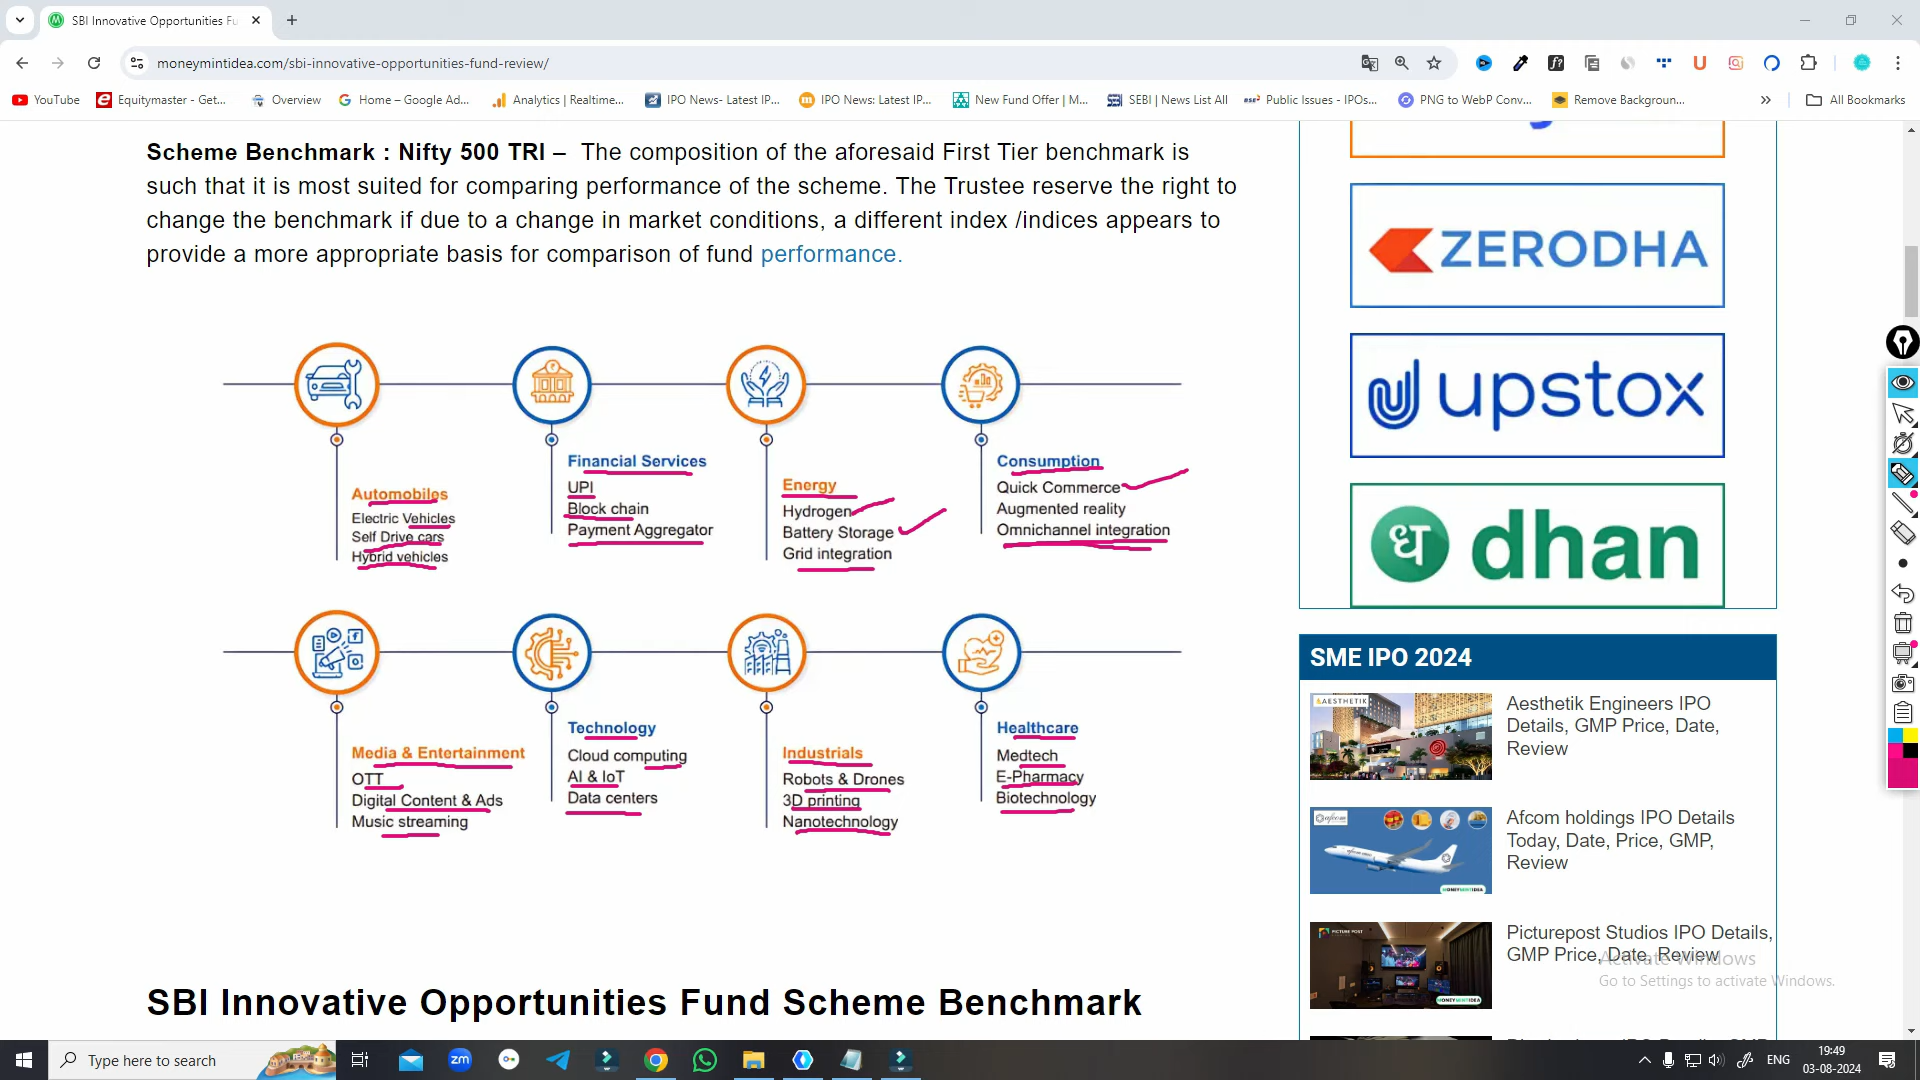 SBI Innovative Opportunities Fu
moneymintidea.com/sbi-innovative-opportunities-fund-review/
YouTube
Equitymaster - Get...
Overview
Home – Google Ad...
Analytics | Realtime...
IPO News- Latest IP...
IPO News: Latest IP...
New Fund Offer | M...
SEBI | News List All
Public Issues - IPOs...
PNG to WebP Conv...
Remove Backgroun...
All Bookmarks
Scheme Benchmark : Nifty 500 TRI – The composition of the aforesaid First Tier benchmark is
such that it is most suited for comparing performance of the scheme. The Trustee reserve the right to
change the benchmark if due to a change in market conditions, a different index /indices appears to
provide a more appropriate basis for comparison of fund performance.
Automobiles
Electric Vehicles
Self Drive cars
Hybrid vehicles
Financial Services
UPI
Block chain
Payment Aggregator
Energy
Hydrogen
Battery Storage
Grid integration
Consumption
Quick Commerce
Augmented reality
Omnichannel integration
Media & Entertainment
OTT
Digital Content & Ads
Music streaming
Technology
Cloud computing
AI & IoT
Data centers
Industrials
Robots & Drones
3D printing
Nanotechnology
Healthcare
Medtech
E-Pharmacy
Biotechnology
SBI Innovative Opportunities Fund Scheme Benchmark
ZERODHA
upstox
ध dhan
SME IPO 2024
AESTHETIK
Aesthetik Engineers IPO
Details, GMP Price, Date,
Review
afcom
Afcom holdings IPO Details
Today, Date, Price, GMP,
Review
MONEYMINTIDEA
PICTURE POST
Picturepost Studios IPO Details,
GMP Price, Date, Review
MONEYMINTIDEA
Activate Windows
Go to Settings to activate Windows.
Type here to search
zm
ENG
19:49
03-08-2024